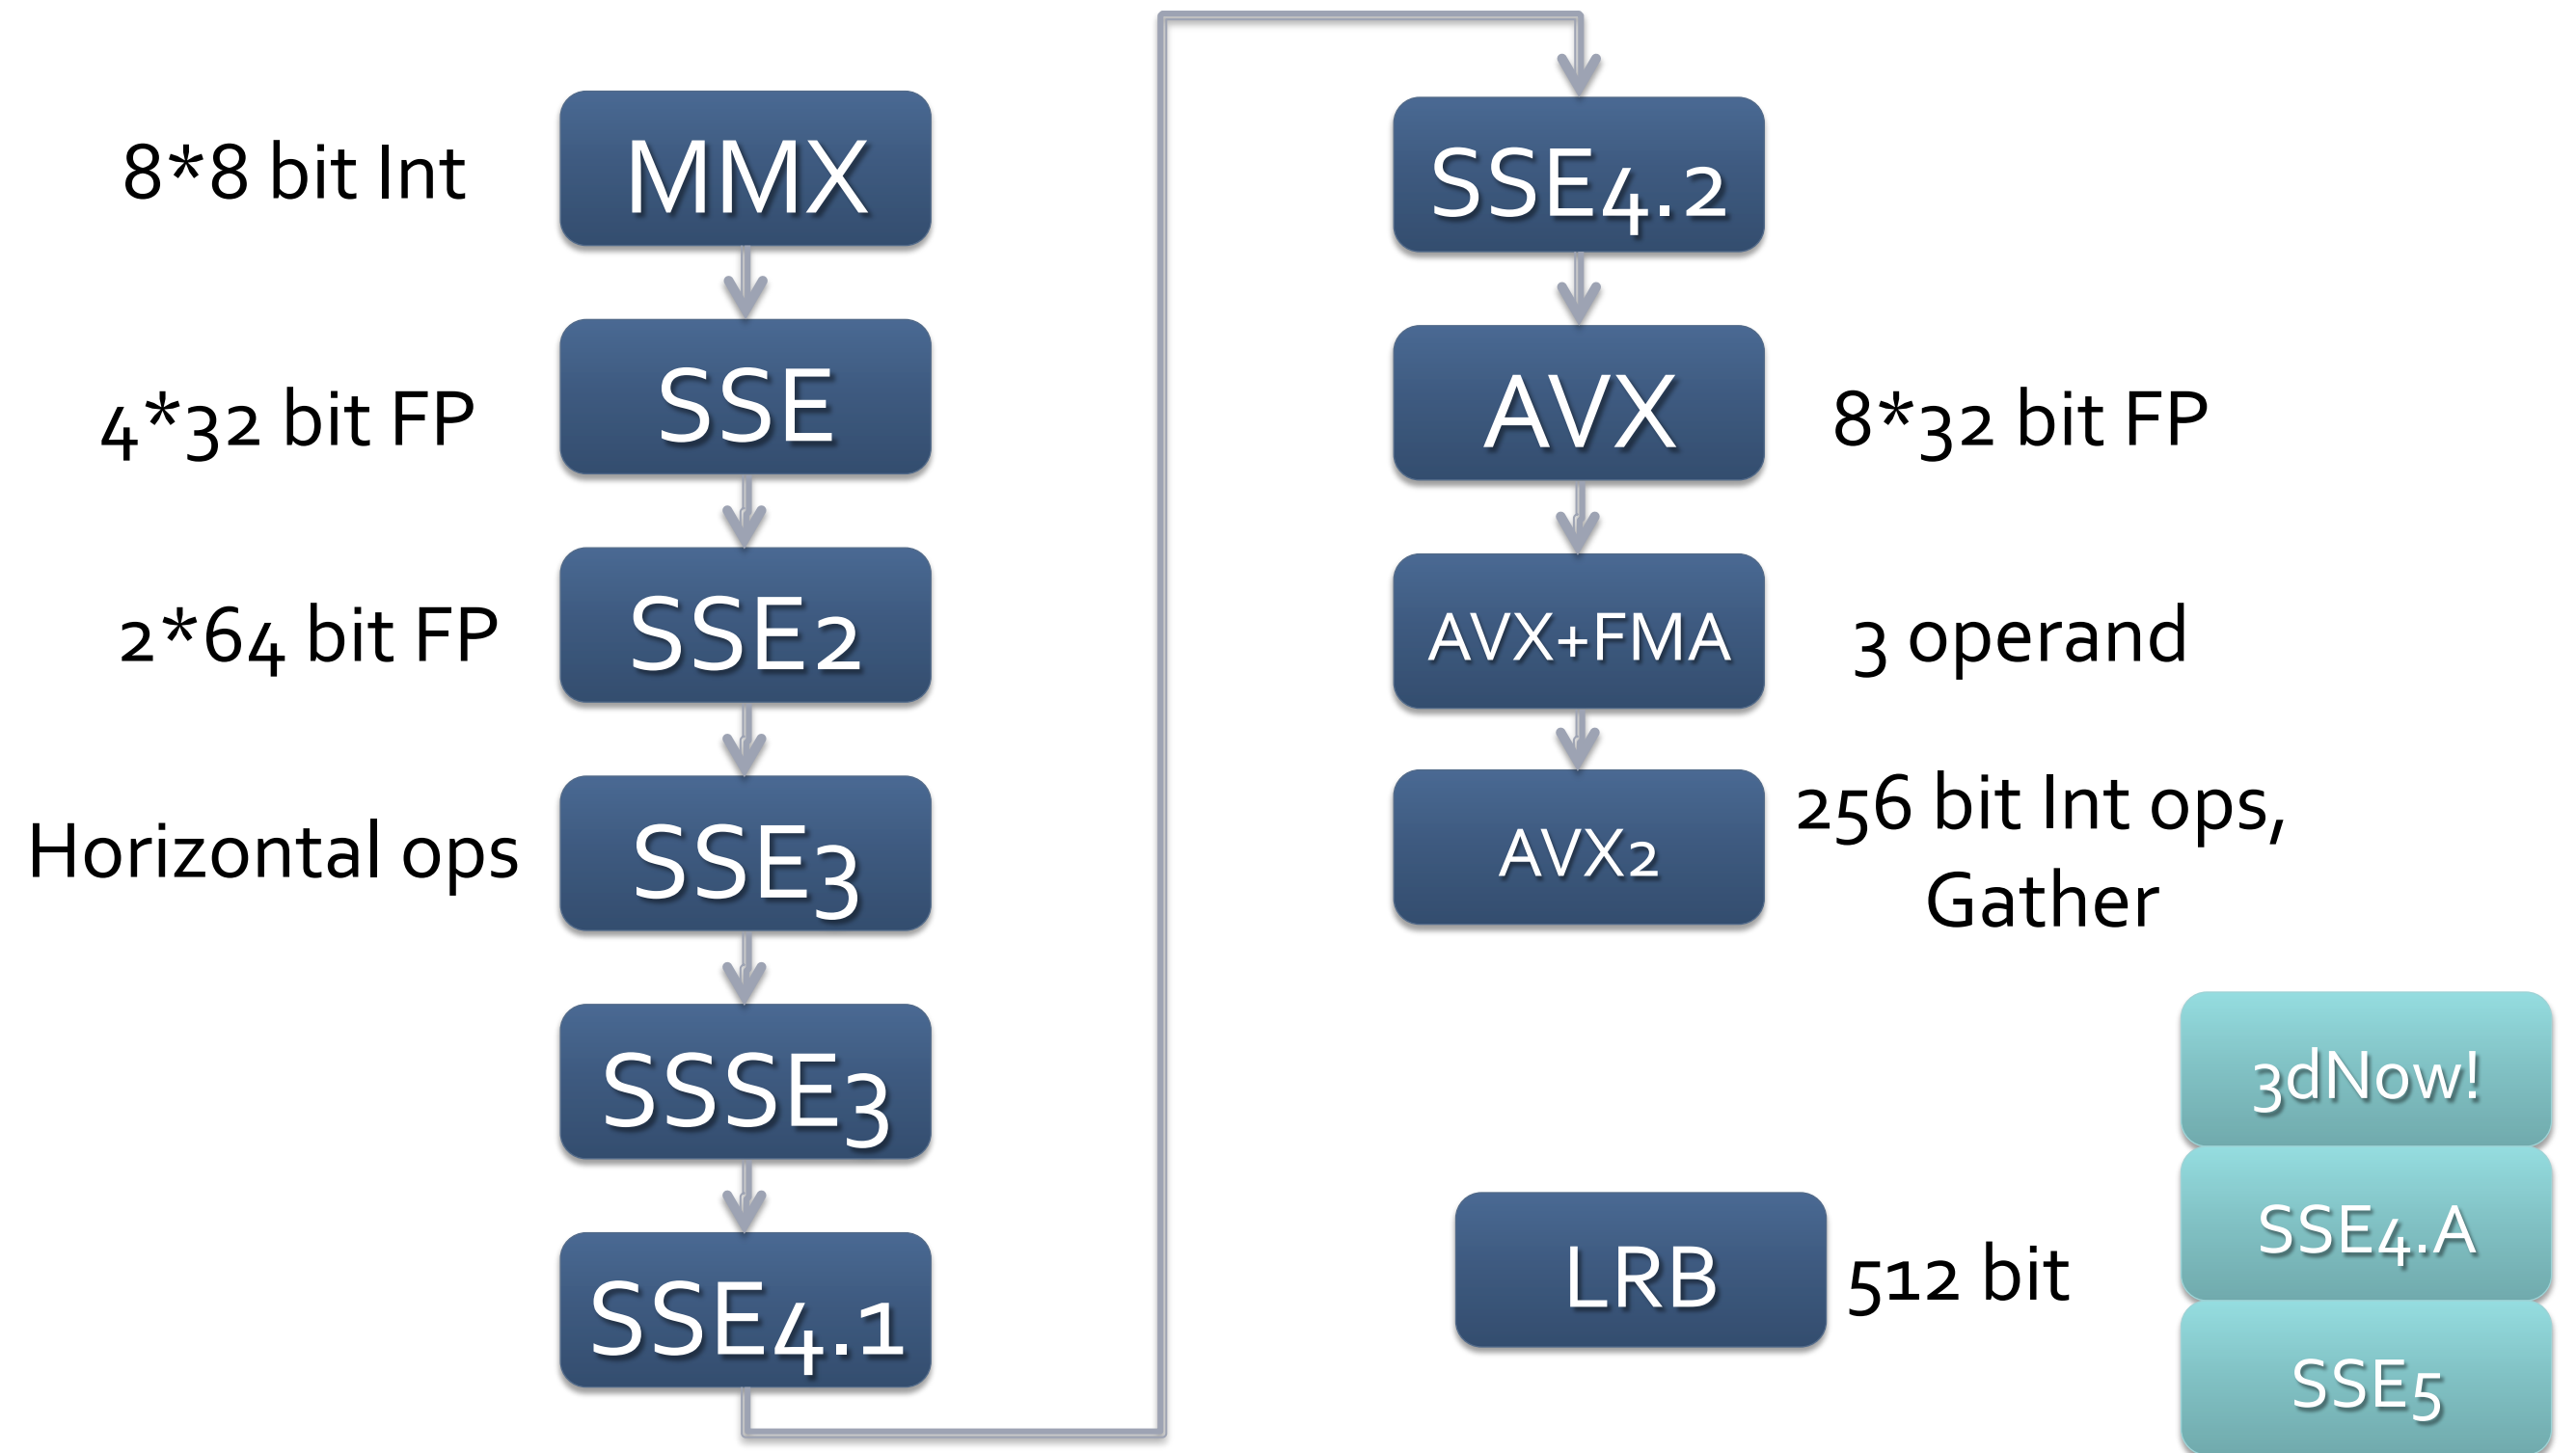 8*8 bit Int
MMX
4*32 bit FP
SSE
2*64 bit FP
SSE2
Horizontal ops
SSE3
SSSE3
SSE4.1
SSE4.2
AVX
8*32 bit FP
AVX+FMA
3 operand
AVX2
256 bit Int ops,
Gather
LRB
512 bit
3dNow!
SSE4.A
SSE5